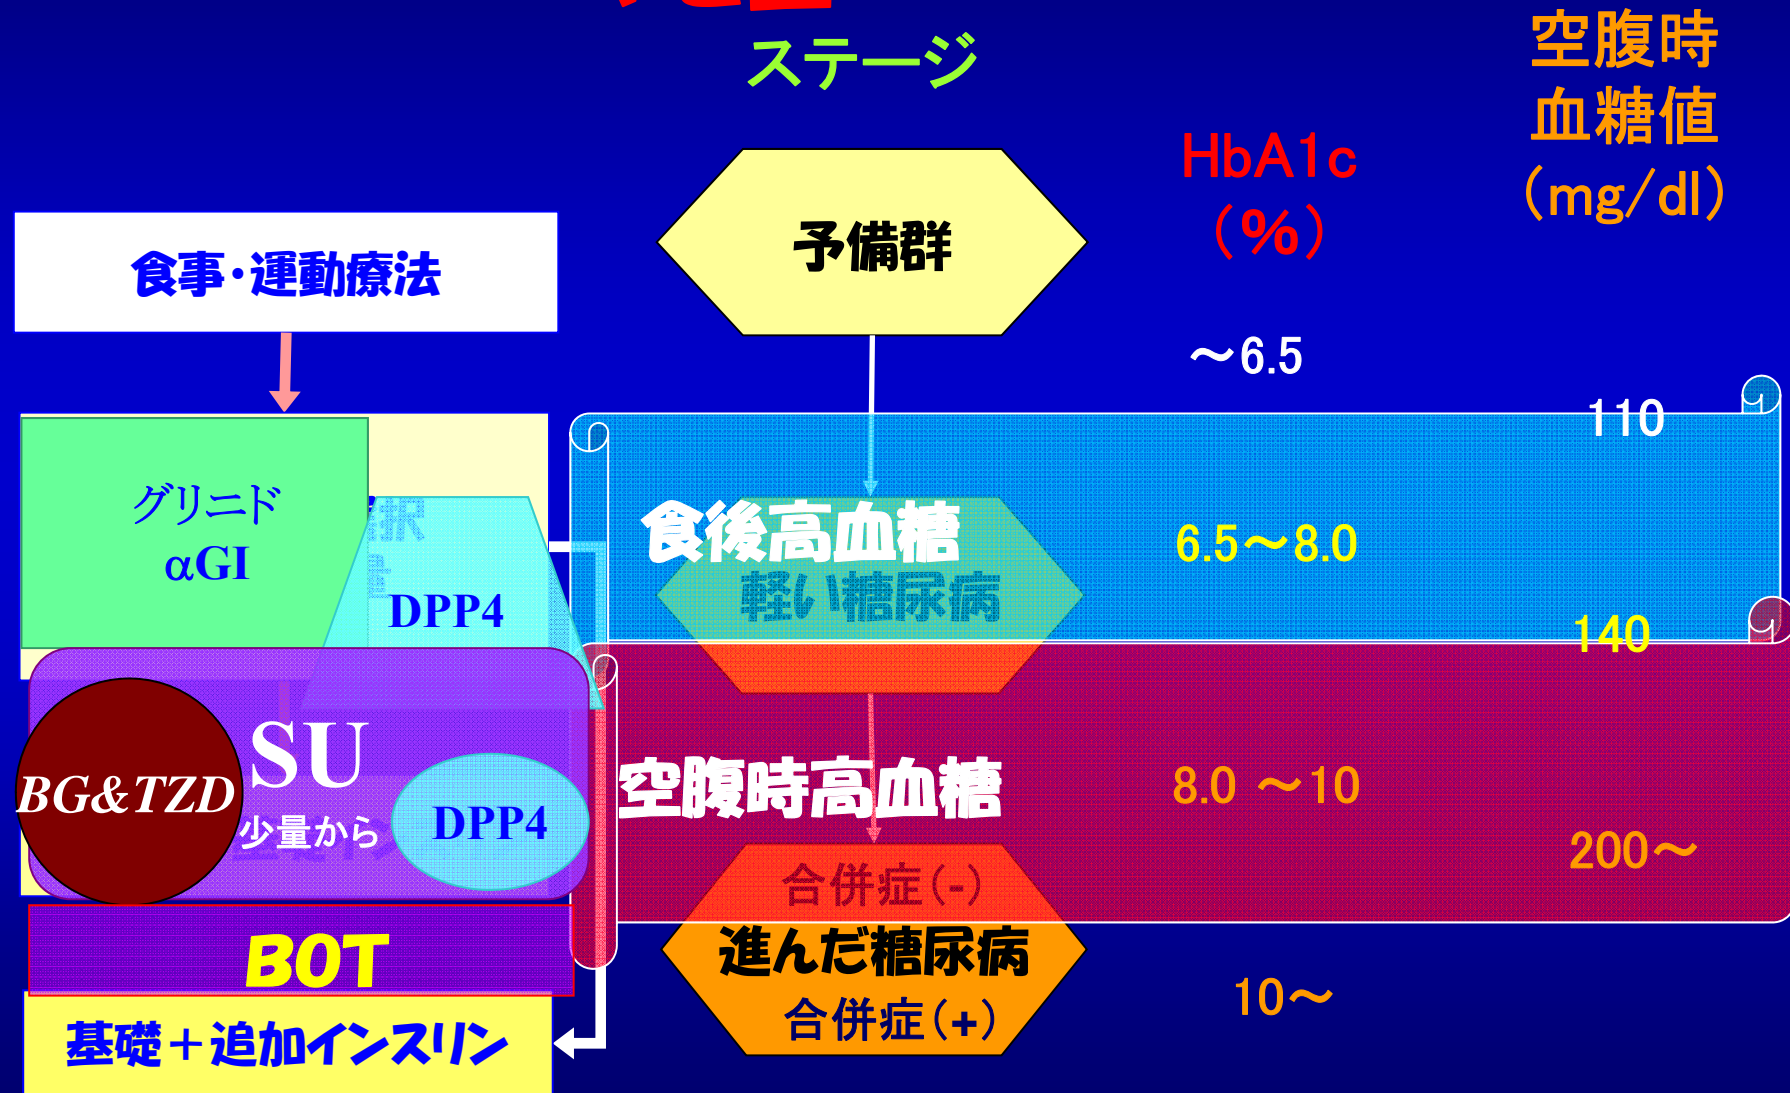 ステージ
空腹時
血糖値
(mg/dl)
HbA1c
(%)
予備群
食事・運動療法
～6.5
110
グリニド
αGI
択
DPP4
食後高血糖
軽い糖尿病
6.5～8.0
140
BG&TZD
SU
少量から
DPP4
空腹時高血糖
8.0 ～10
200～
合併症(-)
進んだ糖尿病
合併症(+)
10～
BOT
基礎＋追加インスリン